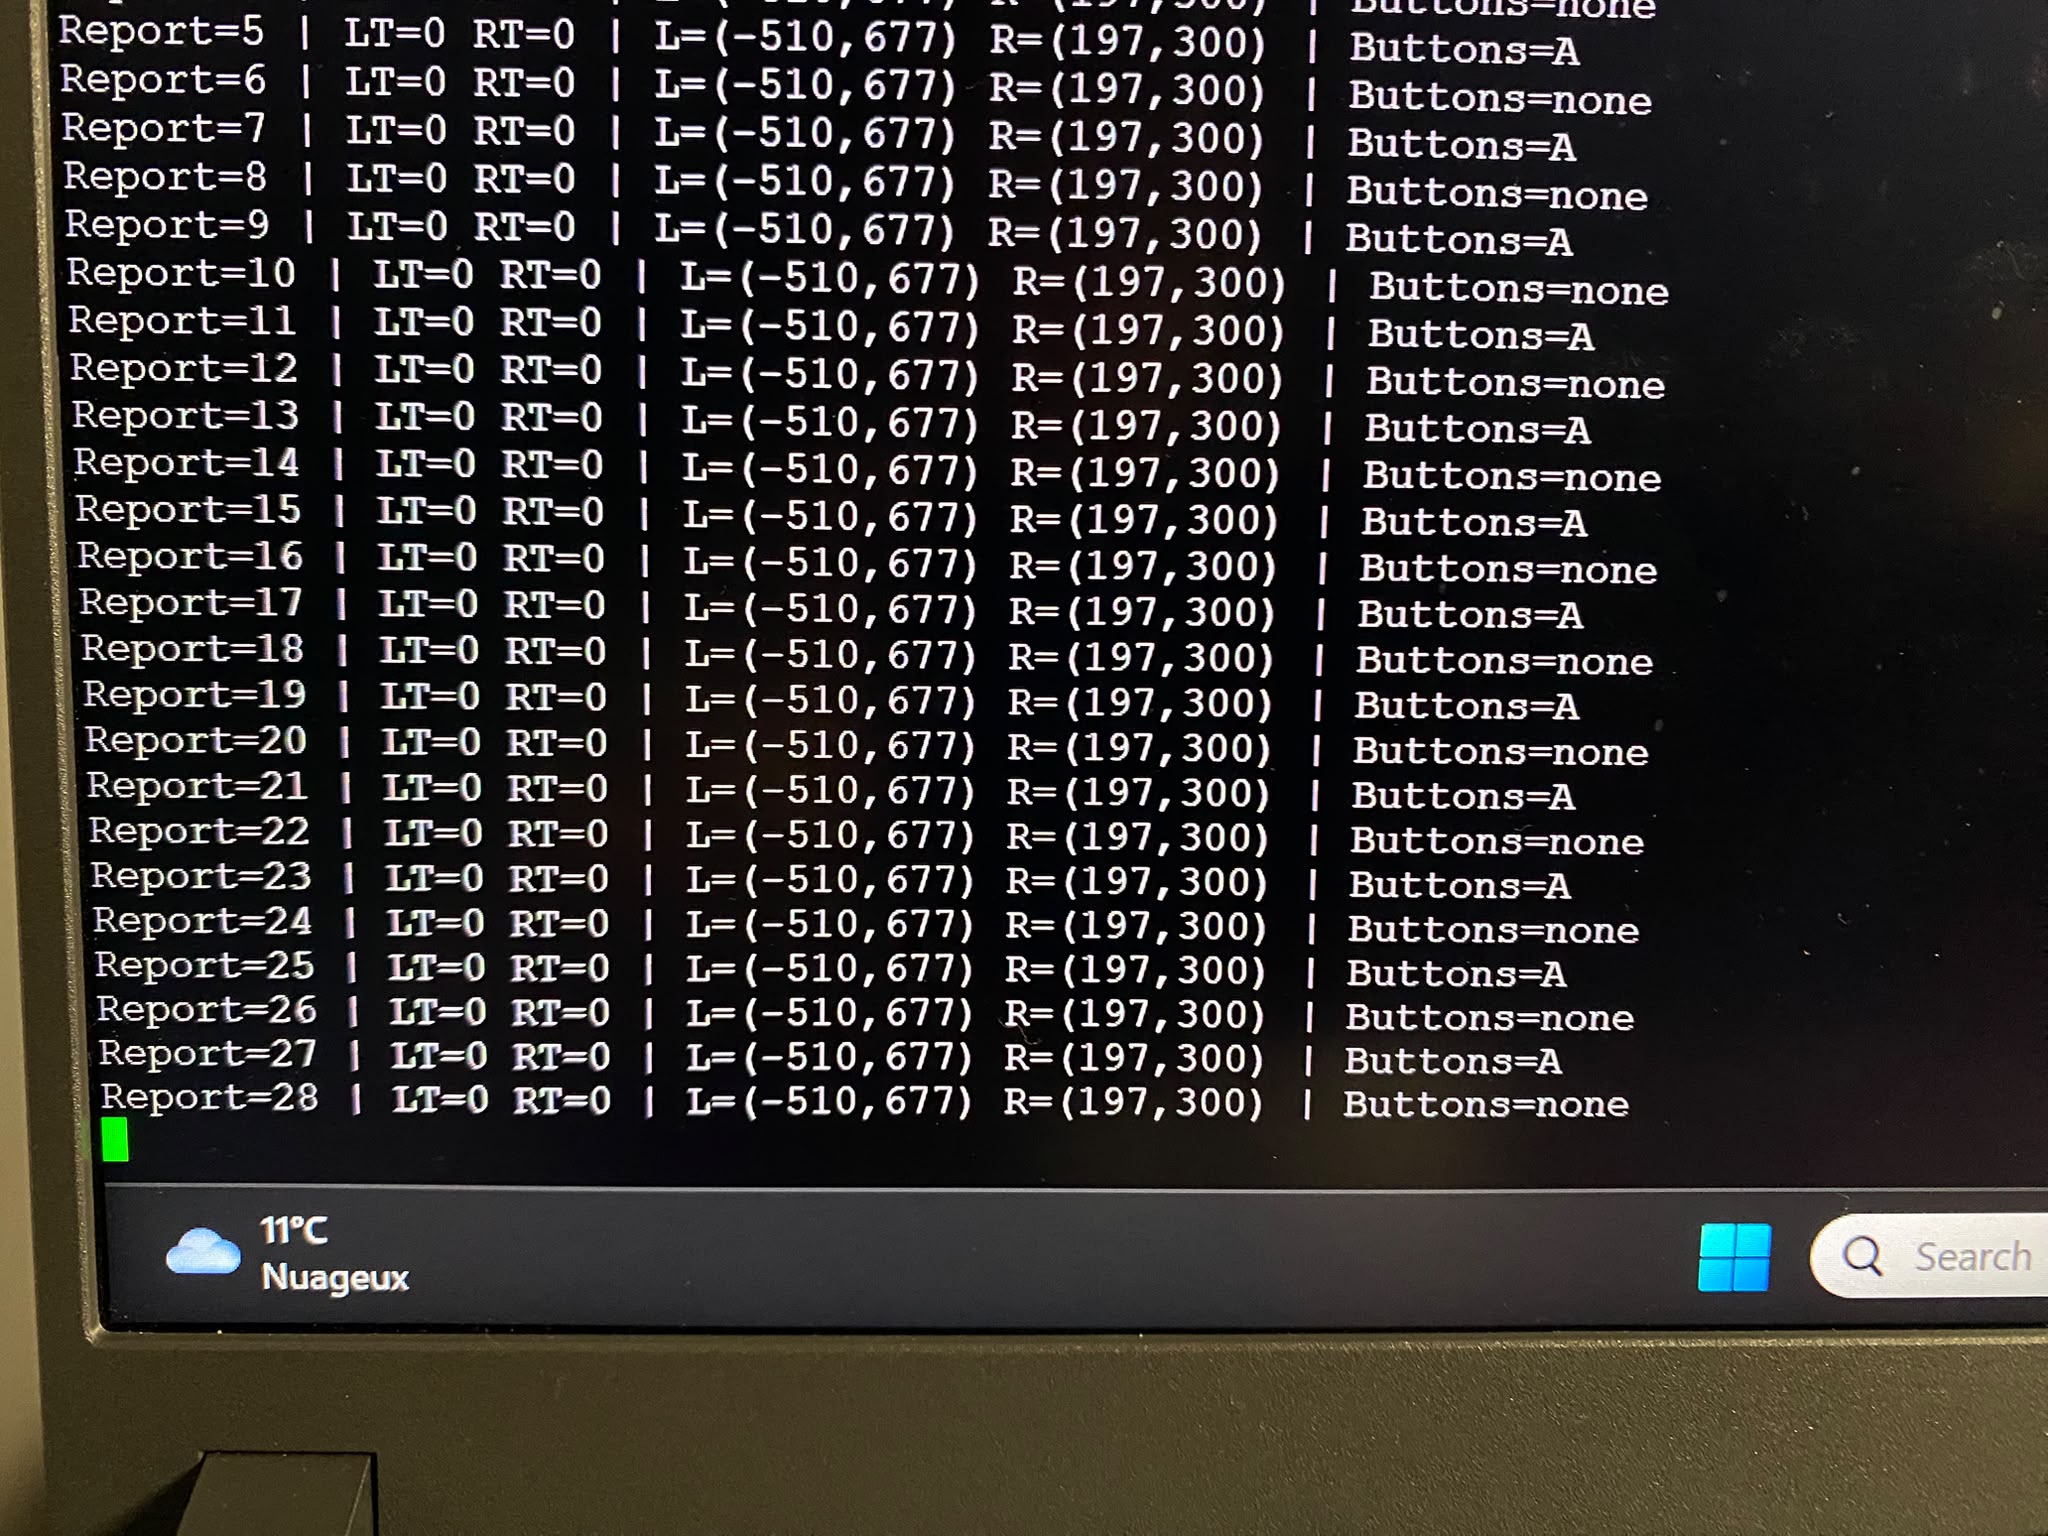 Buttons=none
Report=5 | LT=0 RT=0 | L=(-510,677) R=(197,300) | Buttons=A
Report=6 | LT=0 RT=0 | L=(-510,677) R=(197,300) | Buttons=none
Report=7 | LT=0 RT=0 | L=(-510,677) R=(197,300) | Buttons=A
Report=8 | LT=0 RT=0 | L=(-510,677) R=(197,300) | Buttons=none
Report=9 | LT=0 RT=0 | L=(-510,677) R=(197,300) | Buttons=A
Report=10 | LT=0 RT=0 | L=(-510,677) R=(197,300) | Buttons=none
Report=11 | LT=0 RT=0 | L=(-510,677) R=(197,300) | Buttons=A
Report=12 | LT=0 RT=0 | L=(-510,677) R=(197,300) | Buttons=none
Report=13 | LT=0 RT=0 | L=(-510,677) R=(197,300) | Buttons=A
Report=14 | LT=0 RT=0 | L=(-510,677) R=(197,300) | Buttons=none
Report=15 | LT=0 RT=0 | L=(-510,677) R=(197,300) | Buttons=A
Report=16 | LT=0 RT=0 | L=(-510,677) R=(197,300) | Buttons=none
Report=17 | LT=0 RT=0 | L=(-510,677) R=(197,300) | Buttons=A
Report=18 | LT=0 RT=0 | L=(-510,677) R=(197,300) | Buttons=none
Report=19 | LT=0 RT=0 | L=(-510,677) R=(197,300) | Buttons=A
Report=20 | LT=0 RT=0 | L=(-510,677) R=(197,300) | Buttons=none
Report=21 | LT=0 RT=0 | L=(-510,677) R=(197,300) | Buttons=A
Report=22 | LT=0 RT=0 | L=(-510,677) R=(197,300) | Buttons=none
Report=23 | LT=0 RT=0 | L=(-510,677) R=(197,300) | Buttons=A
Report=24 | LT=0 RT=0 | L=(-510,677) R=(197,300) | Buttons=none
Report=25 | LT=0 RT=0 | L=(-510,677) R=(197,300) | Buttons=A
Report=26 | LT=0 RT=0 | L=(-510,677) R=(197,300) | Buttons=none
Report=27 | LT=0 RT=0 | L=(-510,677) R=(197,300) | Buttons=A
Report=28 | LT=0 RT=0 | L=(-510,677) R=(197,300) | Buttons=none
11°C
Nuageux
Search